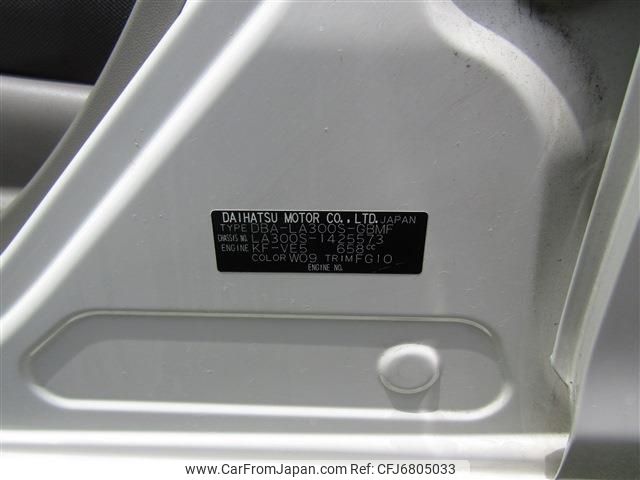 DAIHATSU MOTOR CO., LTD. JAPAN
TYPE DBA-LA300S-GBMF
CHASSIS NO. LA300S-1425573
ENGINE KF-VE5 658cc
COLOR W09 TRIM FG10
ENGINE NO.
© www.CarFromJapan.com - CFJ6805033